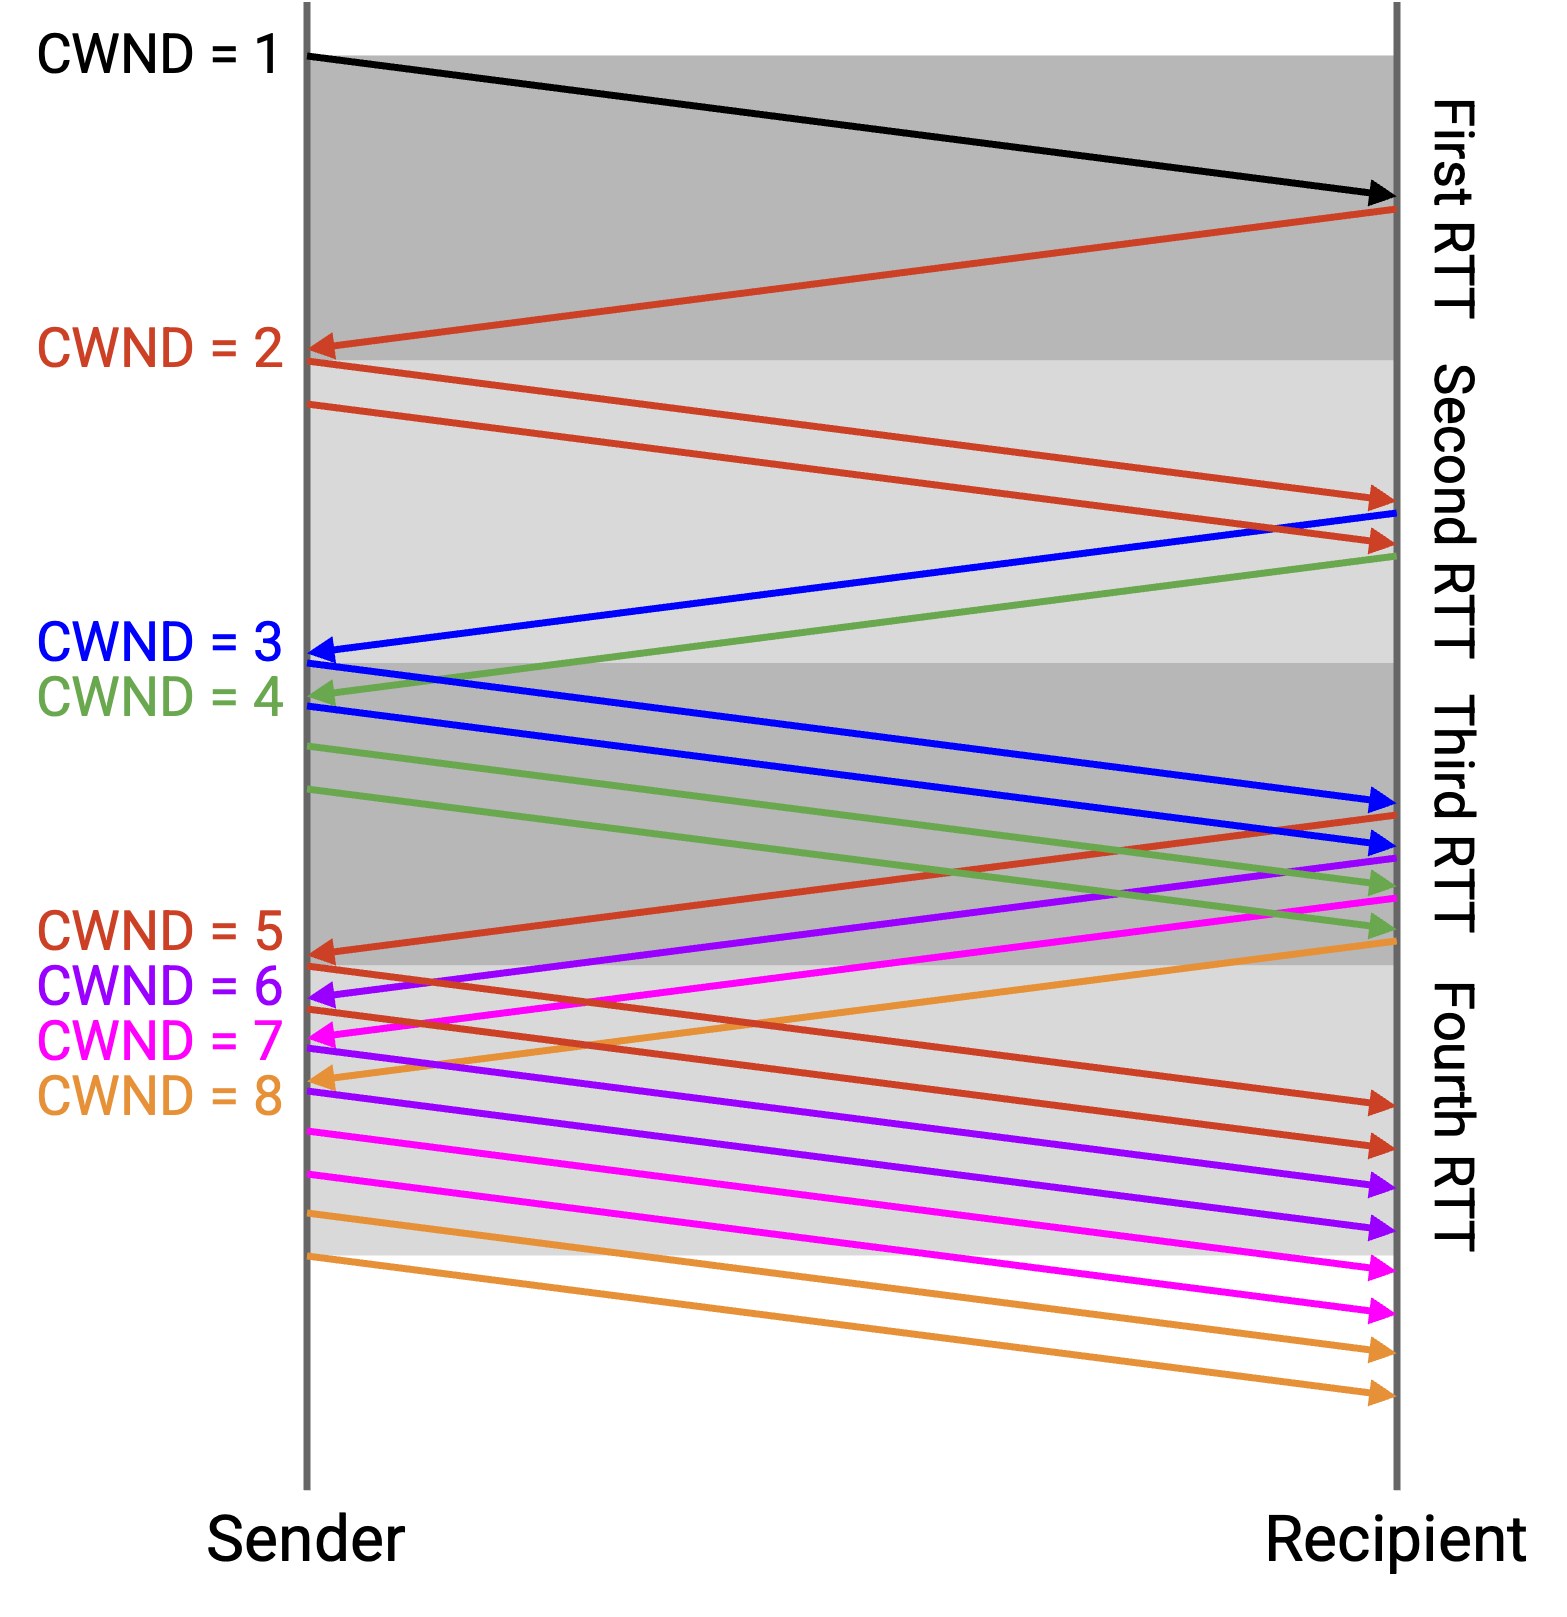 CWND = 1
First RTT
CWND = 2
Second RTT
CWND = 3
CWND = 4
Third RTT
CWND = 5
CWND = 6
CWND = 7
CWND = 8
Fourth RTT
Sender
Recipient